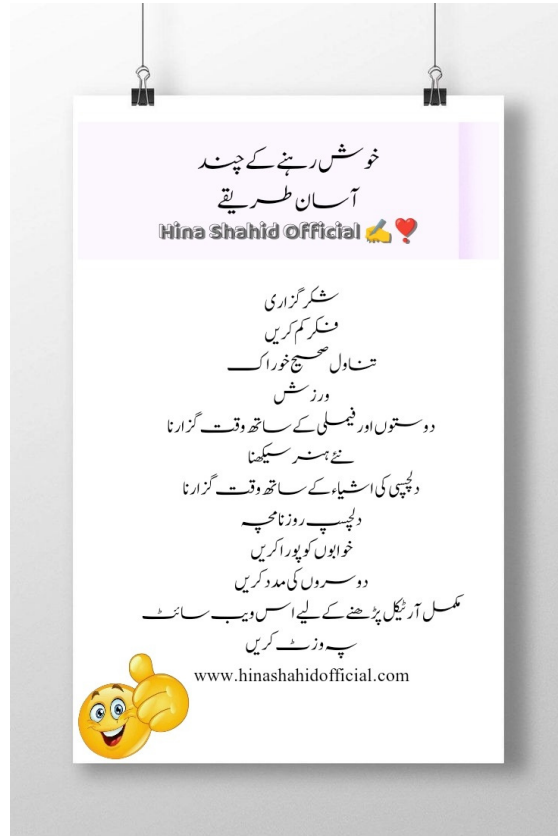 خوش رہنے کے چند
آسان طریقے
Hina Shahid Official ✍️❣️
شکر گزاری
فکر کم کریں
تناول صحیح خوراک
ورزش
دوستوں اور فیملی کے ساتھ وقت گزارنا
نئے ہنر سیکھنا
دلچسپی کی اشیاء کے ساتھ وقت گزارنا
دلچسپ روزنامچہ
خوابوں کو پورا کریں
دوسروں کی مدد کریں
مکمل آرٹیکل پڑھنے کے لیے اس ویب سائٹ
پہ وزٹ کریں
www.hinashahidofficial.com